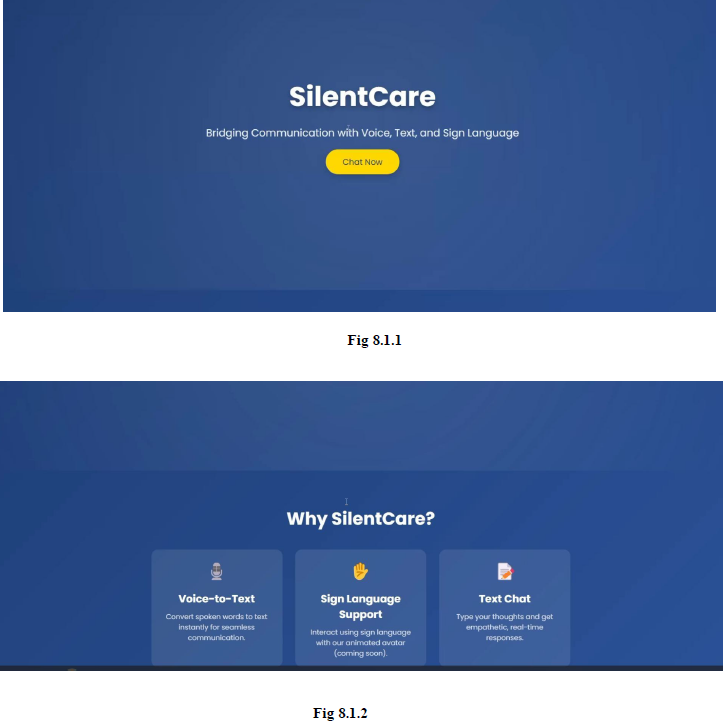 SilentCare
Bridging Communication with Voice, Text, and Sign Language
Chat Now
Fig 8.1.1
Why SilentCare?
Voice-to-Text
Convert spoken words to text
instantly for seamless
communication.
Sign Language
Support
Interact using sign language
with our animated avatar
(coming soon).
Text Chat
Type your thoughts and get
empathetic, real-time
responses.
Fig 8.1.2